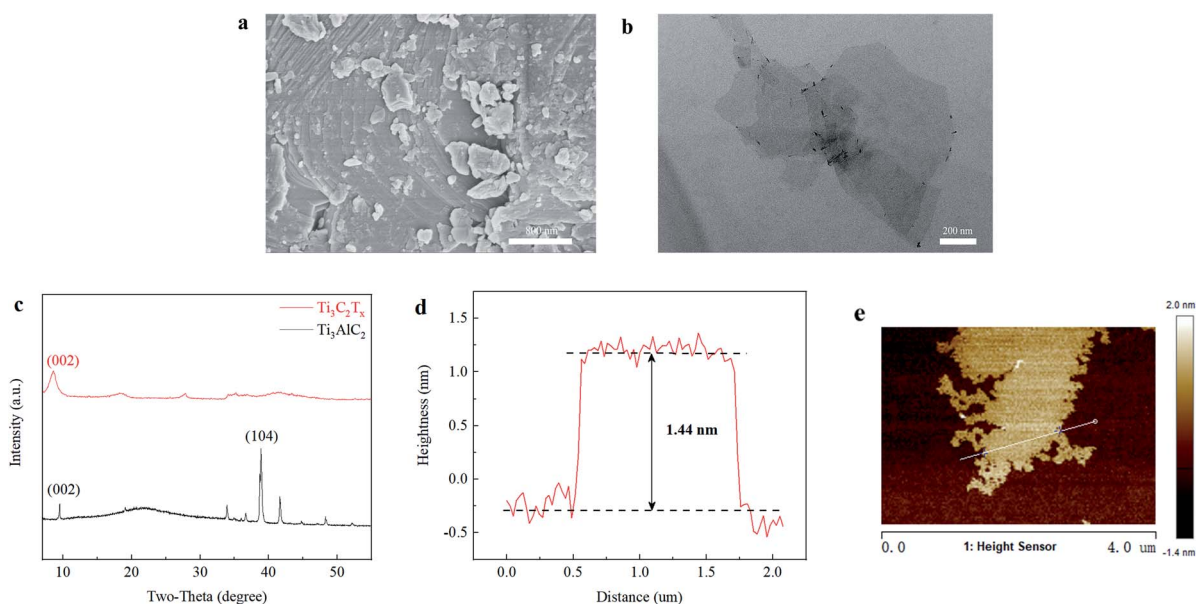 a
800 nm
b
200 nm
c
Ti₃C₂Tₓ
Ti₃AlC₂
(002)
(104)
(002)
Intensity (a.u.)
10 20 30 40 50
Two-Theta (degree)
d
1.5
1.0
0.5
0.0
-0.5
Heightness (nm)
1.44 nm
0.0 0.5 1.0 1.5 2.0
Distance (um)
e
2.0 nm
-1.4 nm
0.0 1: Height Sensor 4.0 um